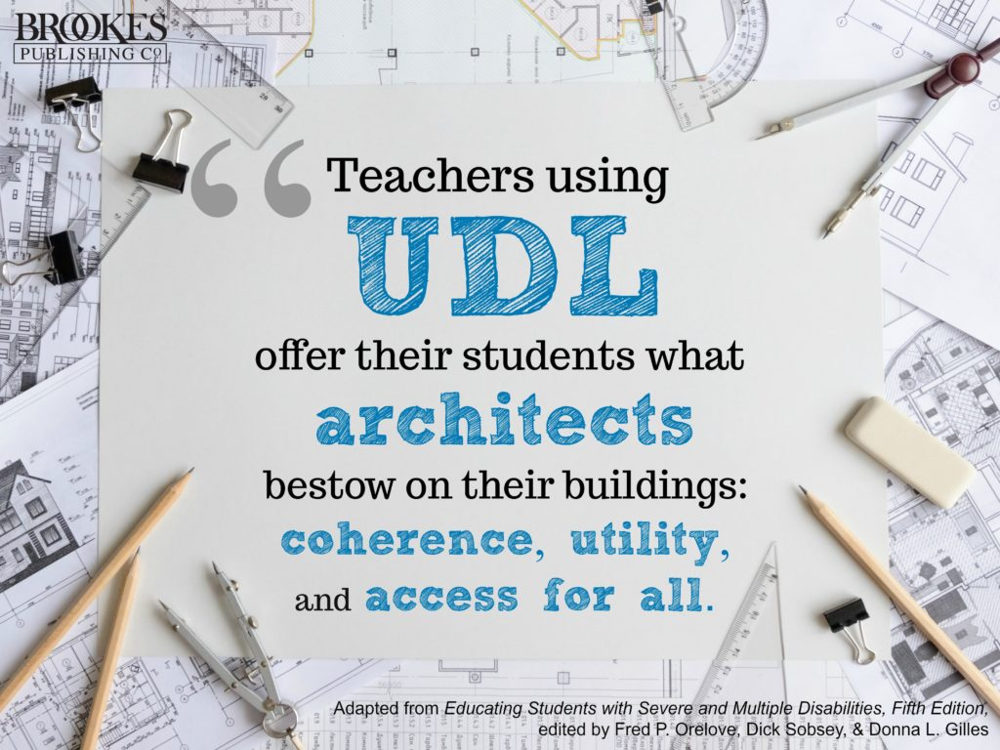 BROOKES
PUBLISHING Co
“
Teachers using
UDL
offer their students what
architects
bestow on their buildings:
coherence, utility,
and access for all.
Adapted from Educating Students with Severe and Multiple Disabilities, Fifth Edition,
edited by Fred P. Orelove, Dick Sobsey, & Donna L. Gilles